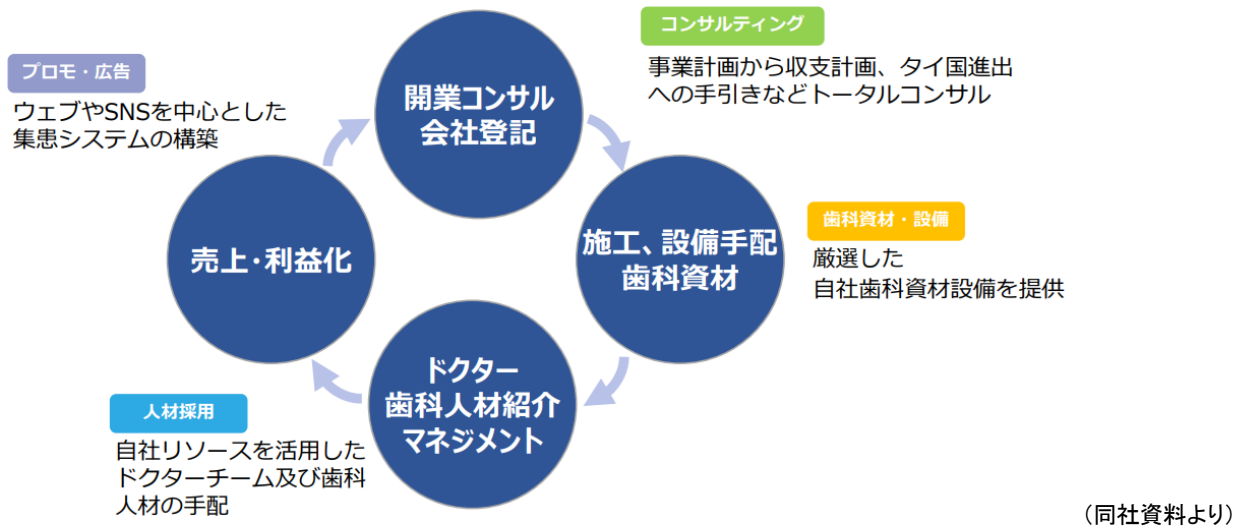 コンサルティング
事業計画から収支計画、タイ国進出
への手引きなどトータルコンサル
プロモ・広告
ウェブやSNSを中心とした
集患システムの構築
開業コンサル
会社登記
歯科資材・設備
厳選した
自社歯科資材設備を提供
施工、設備手配
歯科資材
売上・利益化
ドクター
歯科人材紹介
マネジメント
人材採用
自社リソースを活用した
ドクターチーム及び歯科
人材の手配
(同社資料より)